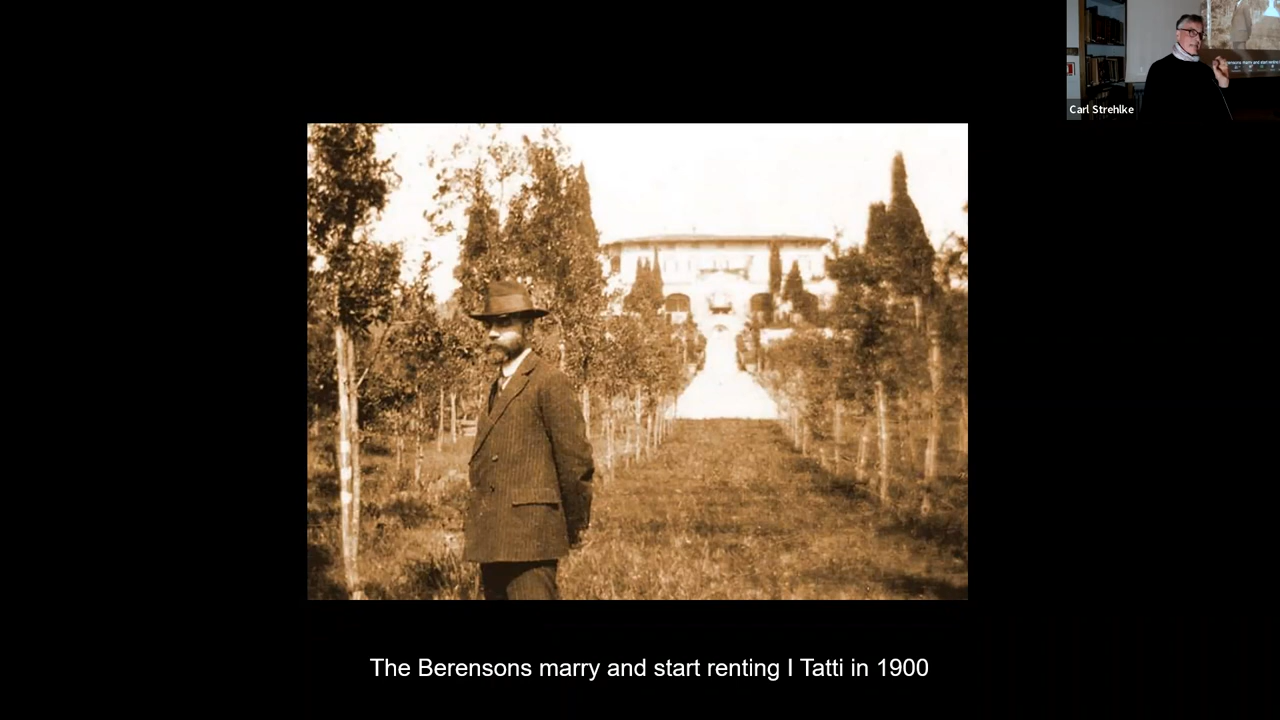 Carl Strehlke
The Berensons marry and start renting I Tatti in 1900